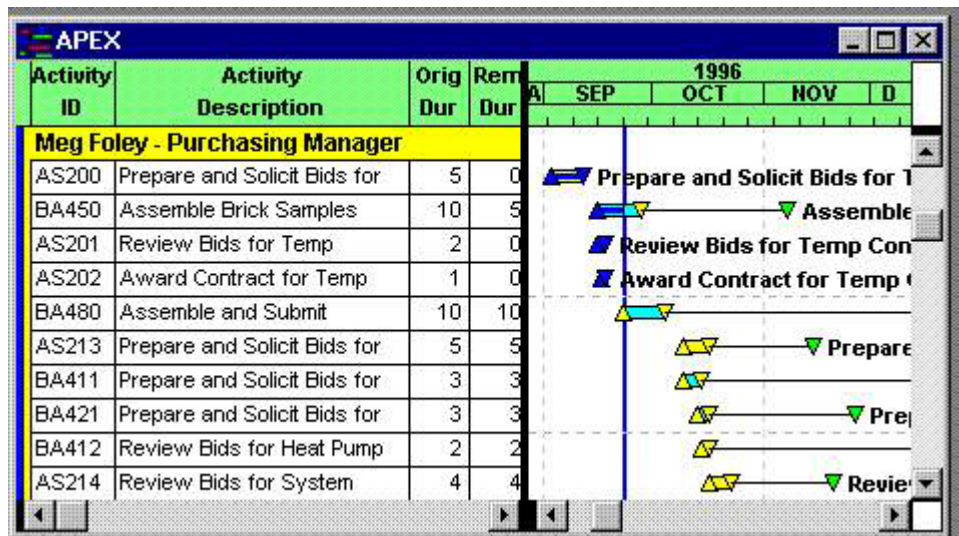 APEX
Activity ID Activity Description Orig Dur Rem Dur
1996
A SEP OCT NOV D
Meg Foley - Purchasing Manager
AS200 Prepare and Solicit Bids for 5 0 Prepare and Solicit Bids for T
BA450 Assemble Brick Samples 10 5 Assemble
AS201 Review Bids for Temp 2 0 Review Bids for Temp Con
AS202 Award Contract for Temp 1 0 Award Contract for Temp
BA480 Assemble and Submit 10 10
AS213 Prepare and Solicit Bids for 5 5 Prepare
BA411 Prepare and Solicit Bids for 3 3
BA421 Prepare and Solicit Bids for 3 3 Prep
BA412 Review Bids for Heat Pump 2 2
AS214 Review Bids for System 4 4 Review